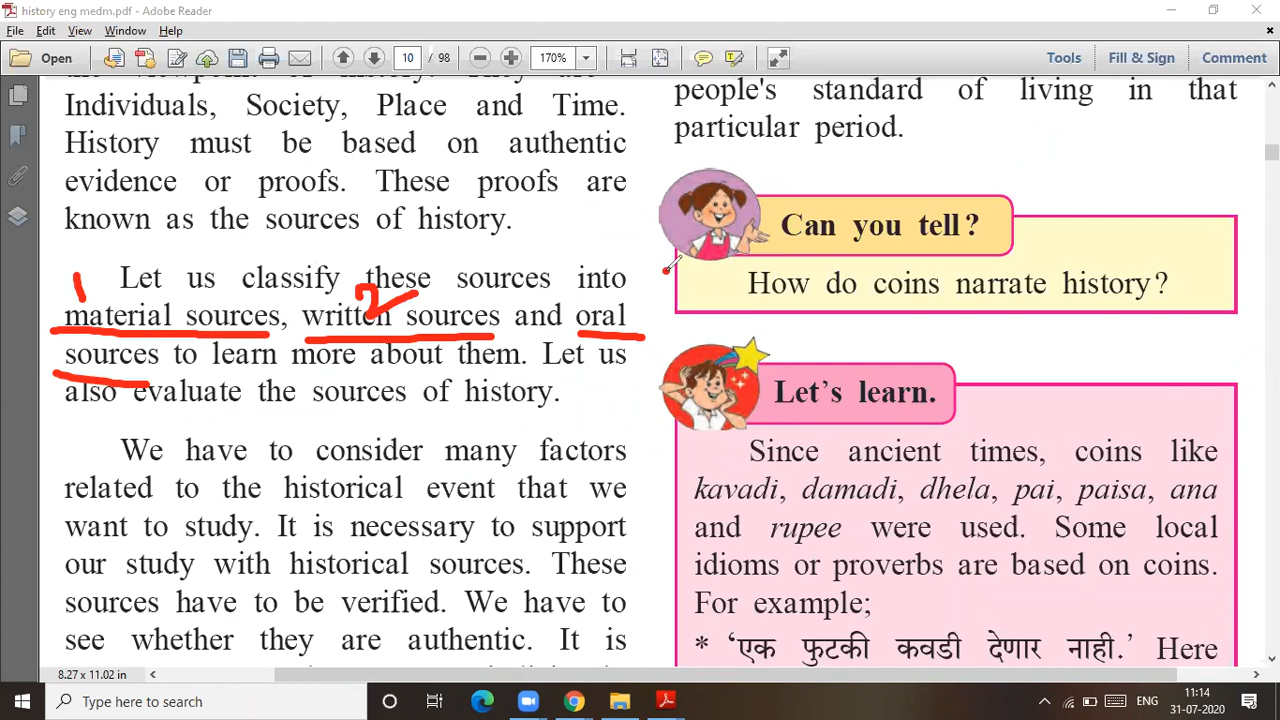 history eng medm.pdf - Adobe Reader
File Edit View Window Help
Open 10 / 98 170% Tools Fill & Sign Comment
Individuals, Society, Place and Time.
History must be based on authentic
evidence or proofs. These proofs are
known as the sources of history.
1
2
Let us classify these sources into
material sources, written sources and oral
sources to learn more about them. Let us
also evaluate the sources of history.
We have to consider many factors
related to the historical event that we
want to study. It is necessary to support
our study with historical sources. These
sources have to be verified. We have to
see whether they are authentic. It is
people's standard of living in that
particular period.
Can you tell?
How do coins narrate history?
Let's learn.
Since ancient times, coins like
kavadi, damadi, dhela, pai, paisa, ana
and rupee were used. Some local
idioms or proverbs are based on coins.
For example;
* ‘एक फुटकी कवडी देणार नाही.’ Here
8.27 x 11.02 in
Type here to search
ENG
11:14
31-07-2020